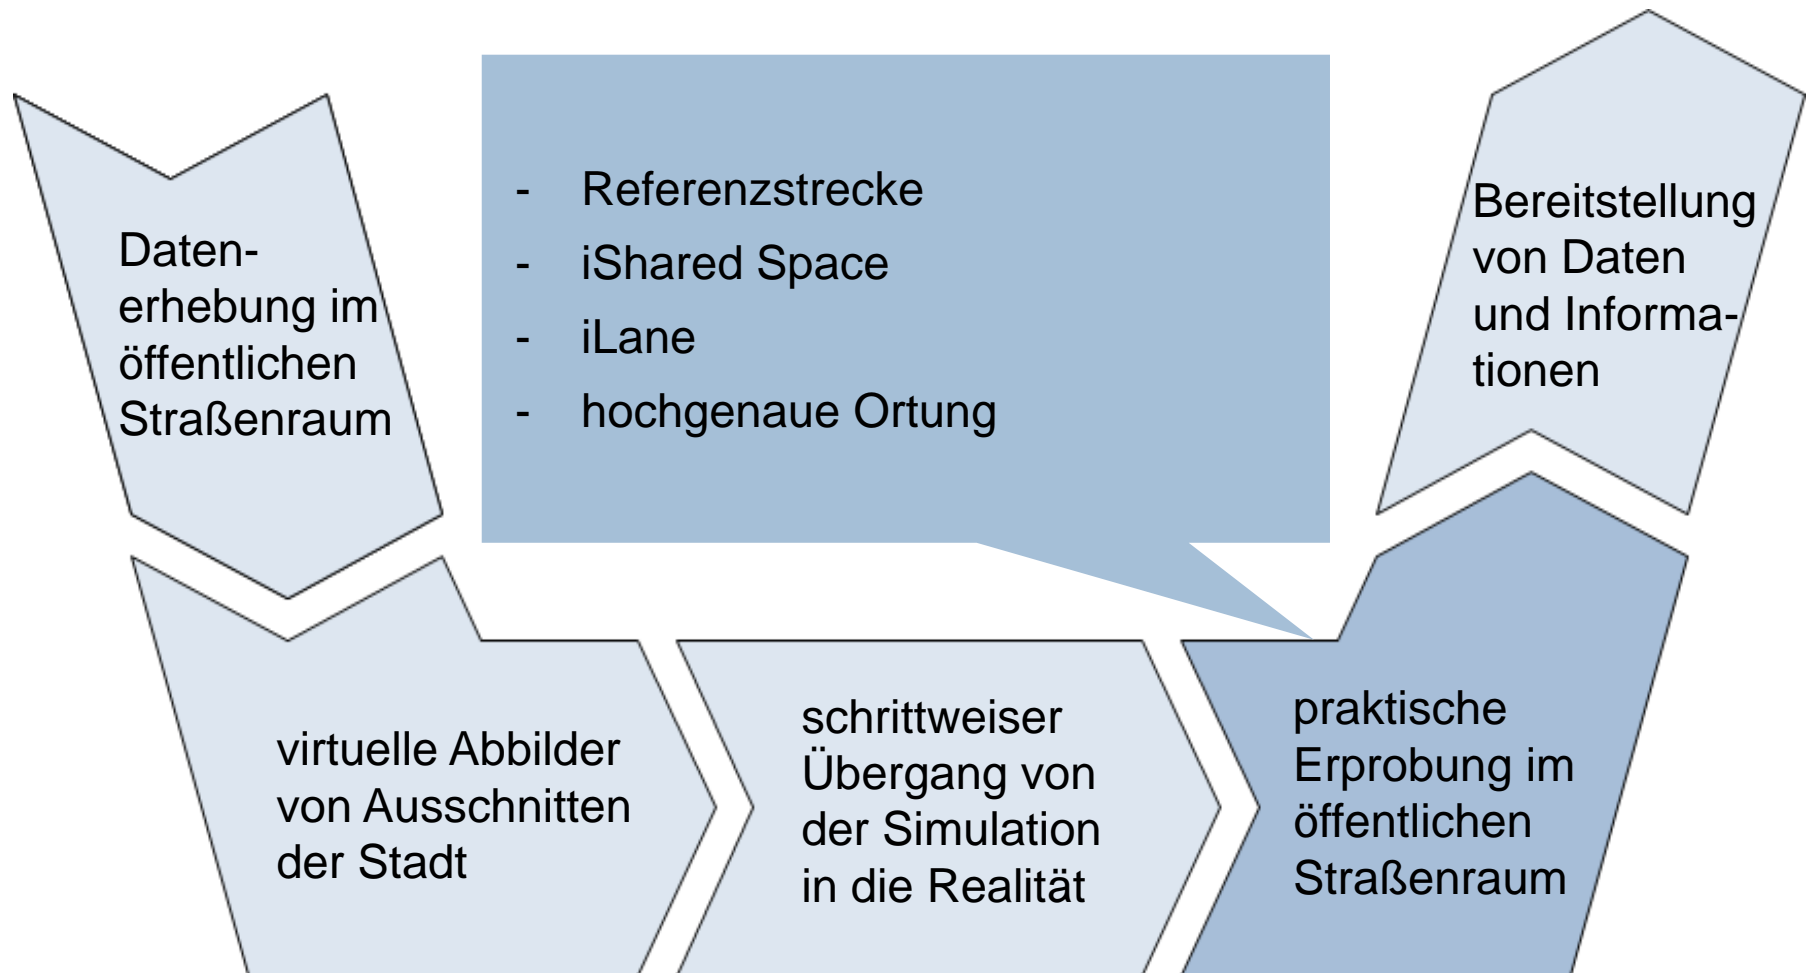 Daten-
erhebung im
öffentlichen
Straßenraum
virtuelle Abbilder
von Ausschnitten
der Stadt
schrittweiser
Übergang von
der Simulation
in die Realität
- Referenzstrecke
- iShared Space
- iLane
- hochgenaue Ortung
praktische
Erprobung im
öffentlichen
Straßenraum
Bereitstellung
von Daten
und Informa-
tionen